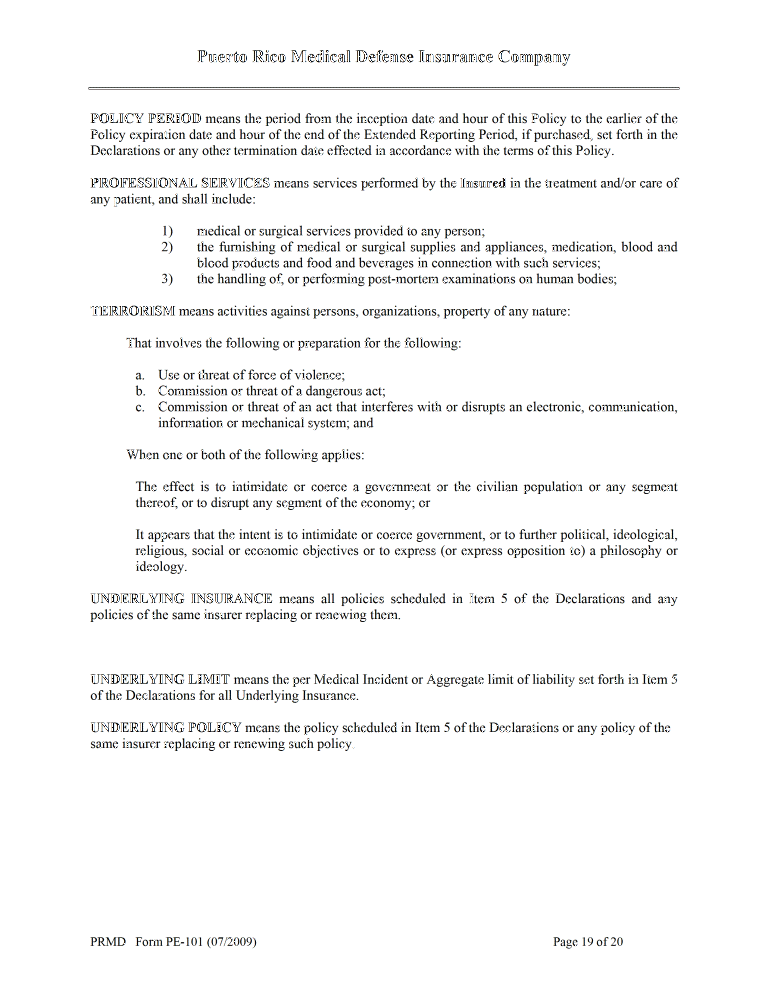 Puerto Rico Medical Defense Insurance Company
POLICY PERIOD means the period from the inception date and hour of this Policy to the earlier of the
Policy expiration date and hour of the end of the Extended Reporting Period, if purchased, set forth in the
Declarations or any other termination date effected in accordance with the terms of this Policy.
PROFESSIONAL SERVICES means services performed by the Insured in the treatment and/or care of
any patient, and shall include:
1) medical or surgical services provided to any person;
2) the furnishing of medical or surgical supplies and appliances, medication, blood and
blood products and food and beverages in connection with such services;
3) the handling of, or performing post-mortem examinations on human bodies;
TERRORISM means activities against persons, organizations, property of any nature:
That involves the following or preparation for the following:
a. Use or threat of force of violence;
b. Commission or threat of a dangerous act;
c. Commission or threat of an act that interferes with or disrupts an electronic, communication,
information or mechanical system; and
When one or both of the following applies:
The effect is to intimidate or coerce a government or the civilian population or any segment
thereof, or to disrupt any segment of the economy; or
It appears that the intent is to intimidate or coerce government, or to further political, ideological,
religious, social or economic objectives or to express (or express opposition to) a philosophy or
ideology.
UNDERLYING INSURANCE means all policies scheduled in Item 5 of the Declarations and any
policies of the same insurer replacing or renewing them.
UNDERLYING LIMIT means the per Medical Incident or Aggregate limit of liability set forth in Item 5
of the Declarations for all Underlying Insurance.
UNDERLYING POLICY means the policy scheduled in Item 5 of the Declarations or any policy of the
same insurer replacing or renewing such policy.
PRMD Form PE-101 (07/2009) Page 19 of 20